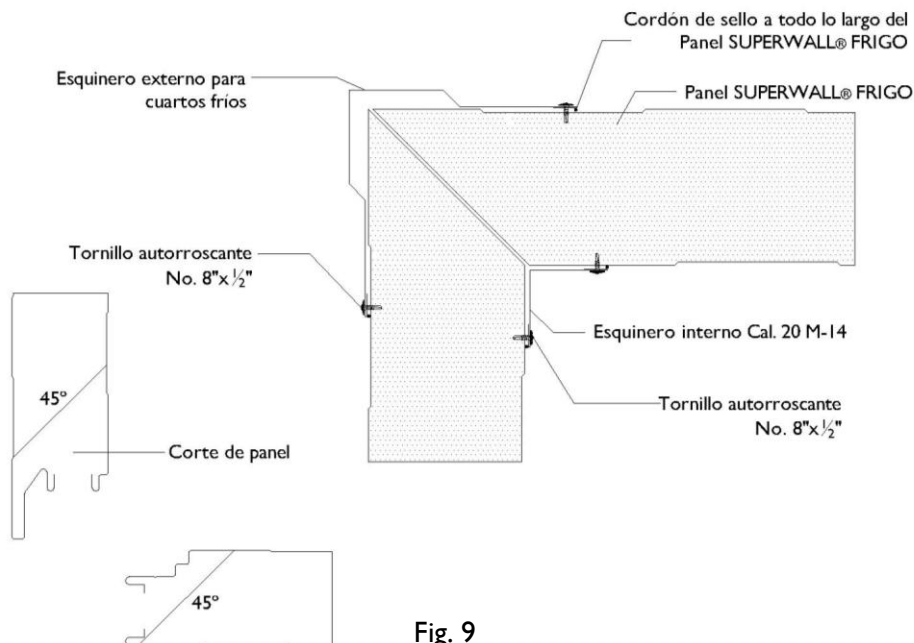 Cordón de sello a todo lo largo del
Panel SUPERWALL® FRIGO
Esquinero externo para
cuartos fríos
Panel SUPERWALL® FRIGO
Tornillo autorroscante
No. 8"x½"
Esquinero interno Cal. 20 M-14
45°
Tornillo autorroscante
No. 8"x½"
Corte de panel
45°
Fig. 9